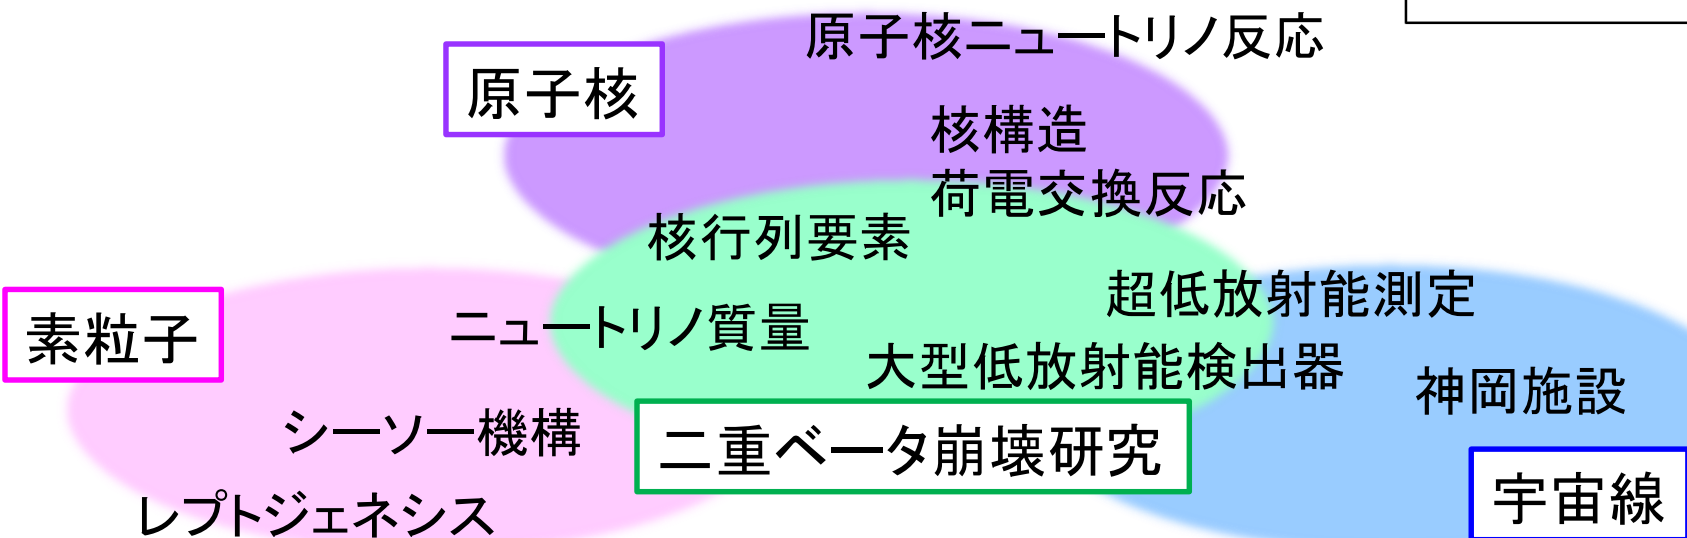 原子核ニュートリノ反応
原子核
核構造
荷電交換反応
核行列要素
超低放射能測定
素粒子
ニュートリノ質量
大型低放射能検出器
神岡施設
シーソー機構
二重ベータ崩壊研究
宇宙線
レプトジェネシス